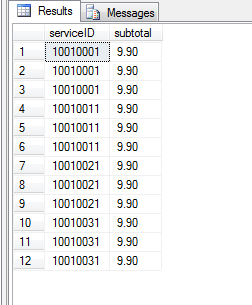 Results Messages
serviceID subtotal
1 10010001 9.90
2 10010001 9.90
3 10010001 9.90
4 10010011 9.90
5 10010011 9.90
6 10010011 9.90
7 10010021 9.90
8 10010021 9.90
9 10010021 9.90
10 10010031 9.90
11 10010031 9.90
12 10010031 9.90